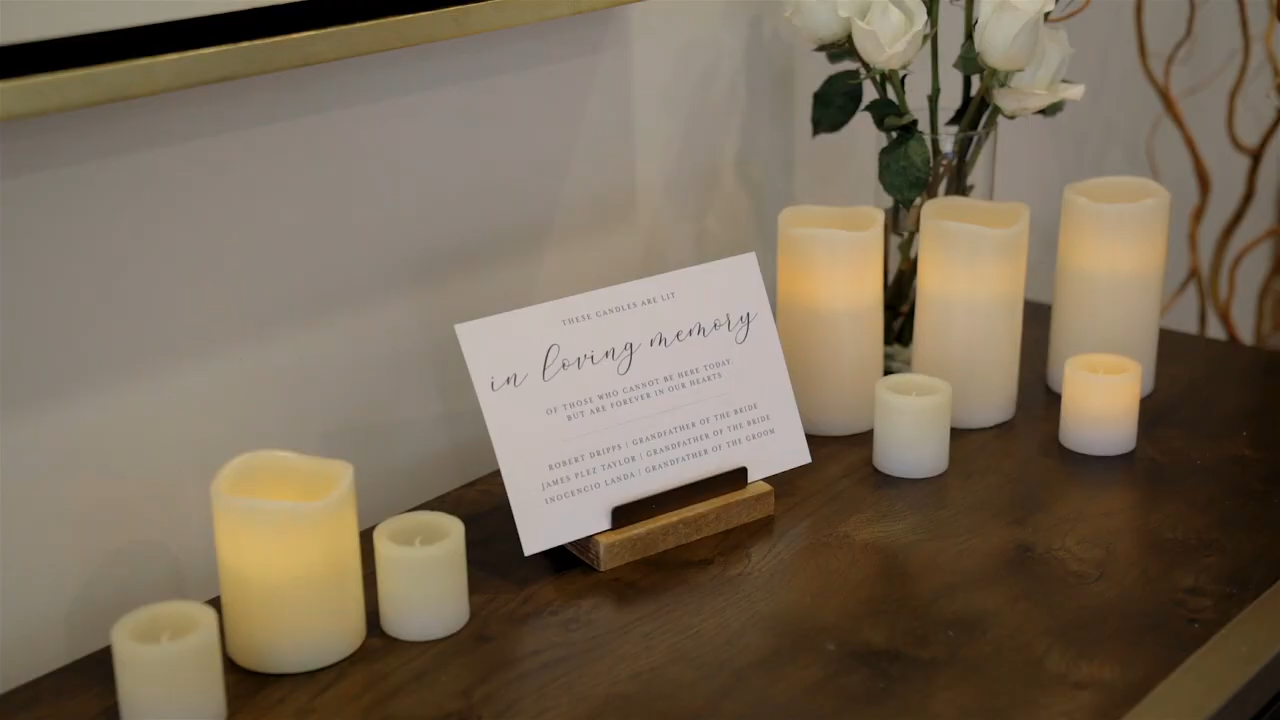 THESE CANDLES ARE LIT
in loving memory
OF THOSE WHO CANNOT BE HERE TODAY,
BUT ARE FOREVER IN OUR HEARTS
ROBERT DRIPPS | GRANDFATHER OF THE BRIDE
JAMES PLEZ TAYLOR | GRANDFATHER OF THE BRIDE
INOCENCIO LANDA | GRANDFATHER OF THE GROOM